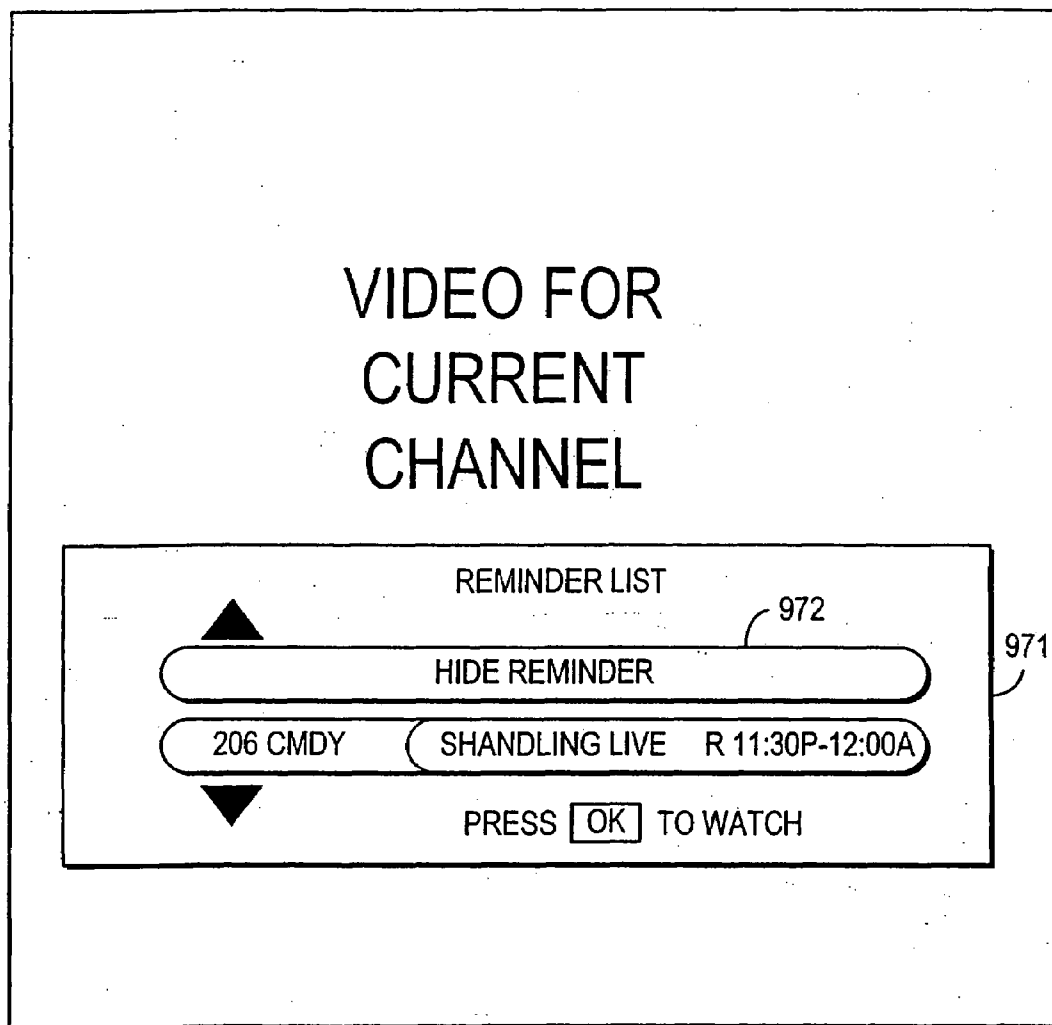 VIDEO FOR
CURRENT
CHANNEL
REMINDER LIST
972
971
HIDE REMINDER
206 CMDY SHANDLING LIVE R 11:30P-12:00A
PRESS OK TO WATCH